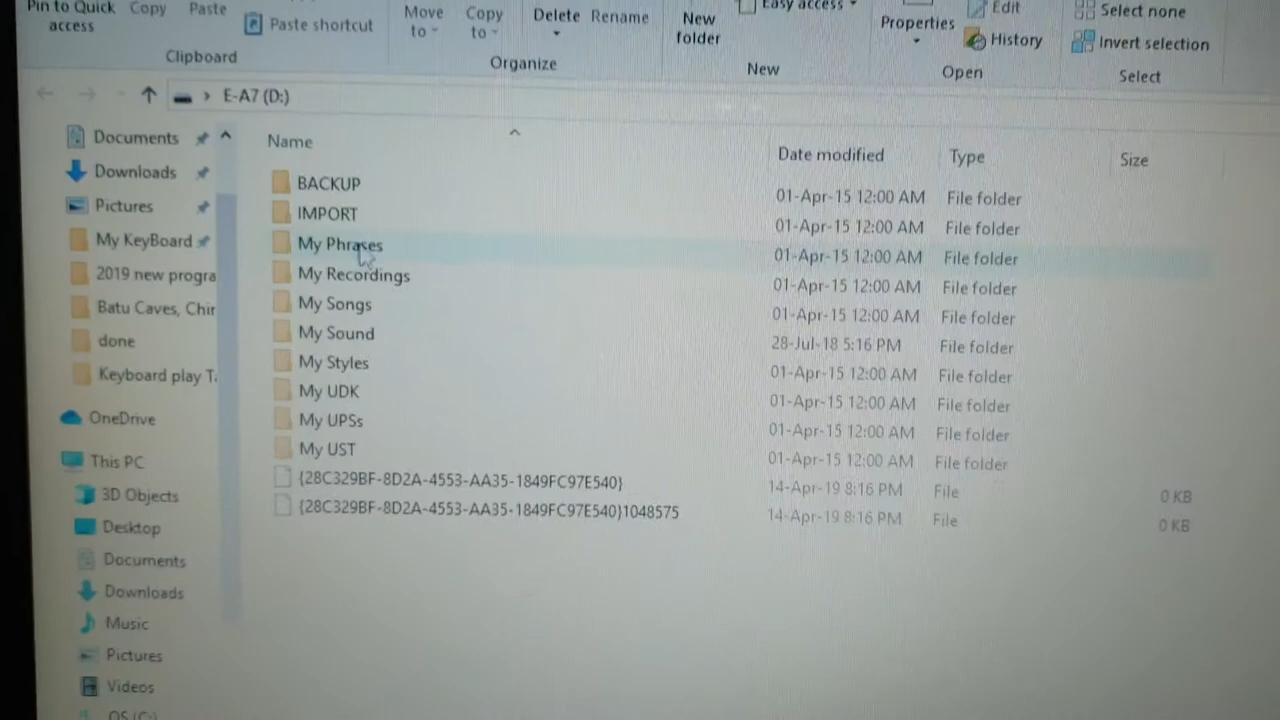 Pin to Quick access
Copy
Paste
Paste shortcut
Clipboard
Move to
Copy to
Delete
Rename
Organize
New folder
Easy access
New
Properties
Edit
History
Open
Select none
Invert selection
Select
E-A7 (D:)
Name
Date modified
Type
Size
BACKUP 01-Apr-15 12:00 AM File folder
IMPORT 01-Apr-15 12:00 AM File folder
My Phrases 01-Apr-15 12:00 AM File folder
My Recordings 01-Apr-15 12:00 AM File folder
My Songs 01-Apr-15 12:00 AM File folder
My Sound 28-Jul-18 5:16 PM File folder
My Styles 01-Apr-15 12:00 AM File folder
My UDK 01-Apr-15 12:00 AM File folder
My UPSs 01-Apr-15 12:00 AM File folder
My UST 01-Apr-15 12:00 AM File folder
{28C329BF-8D2A-4553-AA35-1849FC97E540} 14-Apr-19 8:16 PM File 0 KB
{28C329BF-8D2A-4553-AA35-1849FC97E540}1048575 14-Apr-19 8:16 PM File 0 KB
Documents
Downloads
Pictures
My KeyBoard
2019 new progra
Batu Caves, Chir
done
Keyboard play T
OneDrive
This PC
3D Objects
Desktop
Documents
Downloads
Music
Pictures
Videos
OS (C:)